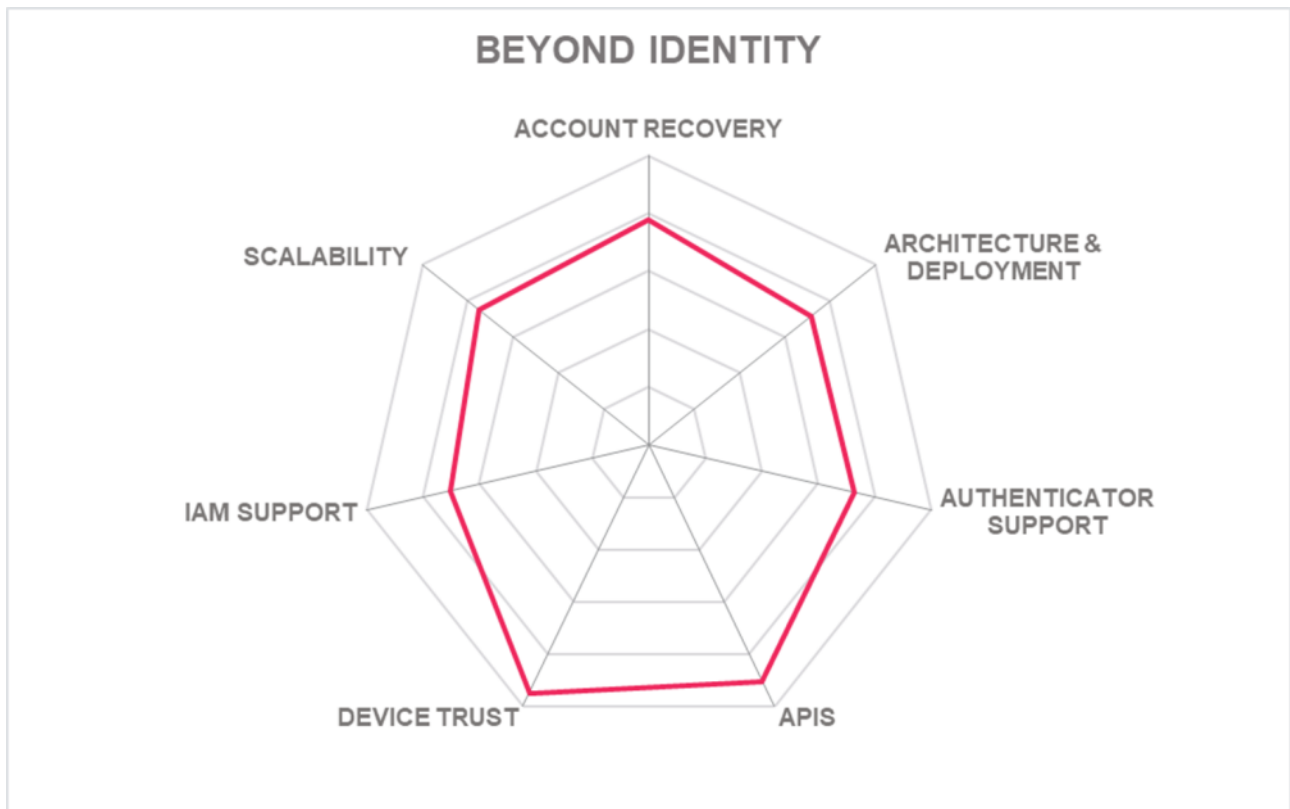 BEYOND IDENTITY
ACCOUNT RECOVERY
ARCHITECTURE &
DEPLOYMENT
SCALABILITY
AUTHENTICATOR
SUPPORT
IAM SUPPORT
DEVICE TRUST
APIS